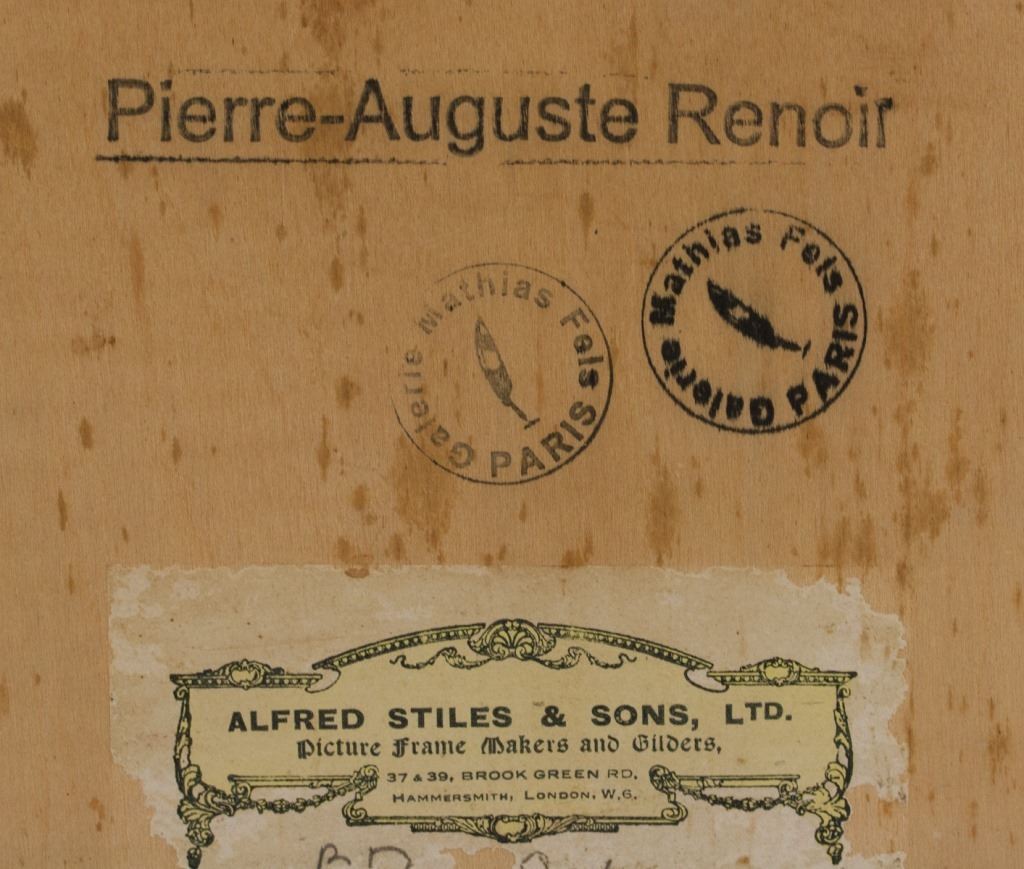 Pierre-Auguste Renoir
Galerie Mathias Fels PARIS
Galerie Mathias Fels PARIS
ALFRED STILES & SONS, LTD.
Picture Frame Makers and Gilders,
37 & 39, BROOK GREEN RD.
HAMMERSMITH, LONDON, W,6.